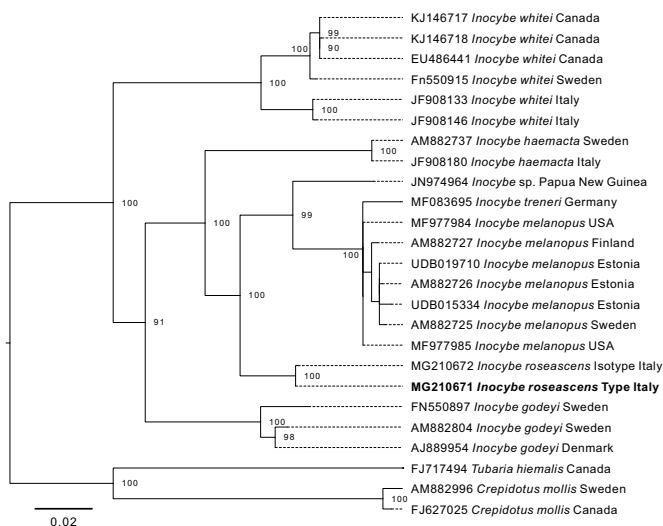 KJ146717 Inocybe whitei Canada
99
KJ146718 Inocybe whitei Canada
100
90
EU486441 Inocybe whitei Canada
Fn550915 Inocybe whitei Sweden
100
JF908133 Inocybe whitei Italy
100
JF908146 Inocybe whitei Italy
AM882737 Inocybe haemacta Sweden
100
JF908180 Inocybe haemacta Italy
JN974964 Inocybe sp. Papua New Guinea
100
MF083695 Inocybe treneri Germany
99
MF977984 Inocybe melanopus USA
100
AM882727 Inocybe melanopus Finland
100
UDB019710 Inocybe melanopus Estonia
AM882726 Inocybe melanopus Estonia
100
UDB015334 Inocybe melanopus Estonia
91
AM882725 Inocybe melanopus Sweden
MF977985 Inocybe melanopus USA
MG210672 Inocybe roseascens Isotype Italy
100
MG210671 Inocybe roseascens Type Italy
FN550897 Inocybe godeyi Sweden
100
AM882804 Inocybe godeyi Sweden
98
AJ889954 Inocybe godeyi Denmark
FJ717494 Tubaria hiemalis Canada
100
AM882996 Crepidotus mollis Sweden
100
FJ627025 Crepidotus mollis Canada
0.02